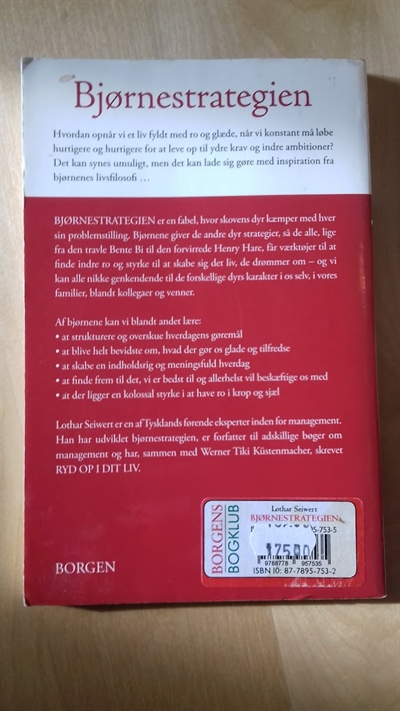 Bjørnestrategien
Hvordan opnår vi et liv fyldt med ro og glæde, når vi konstant må løbe
hurtigere og hurtigere for at leve op til ydre krav og indre ambitioner?
Det kan synes umuligt, men det kan lade sig gøre med inspiration fra
bjørnenes livsfilosofi ...
BJØRNESTRATEGIEN er en fabel, hvor skovens dyr kæmper med hver
sin problemstilling. Bjørnene giver de andre dyr strategier, så de alle, lige
fra den travle Bente Bi til den forvirrede Henry Hare, får værktøjer til at
finde indre ro og styrke til at skabe sig det liv, de drømmer om – og vi
kan alle nikke genkendende til de forskellige dyrs karakter i os selv, i vores
familier, blandt kollegaer og venner.
Af bjørnene kan vi blandt andet lære:
• at strukturere og overskue hverdagens gøremål
• at blive helt bevidste om, hvad der gør os glade og tilfredse
• at skabe en indholdsrig og meningsfuld hverdag
• at finde frem til det, vi er bedst til og allerhelst vil beskæftige os med
• at der ligger en kolossal styrke i at have ro i krop og sjæl
Lothar Seiwert er en af Tysklands førende eksperter inden for management.
Han har udviklet bjørnestrategien, er forfatter til adskillige bøger om
management og har, sammen med Werner Tiki Küstenmacher, skrevet
RYD OP I DIT LIV.
BORGENS
BOGKLUB
Lothar Seiwert
BJØRNESTRATEGIEN
9788778 957535
ISBN 10: 87-7895-753-2
BORGEN